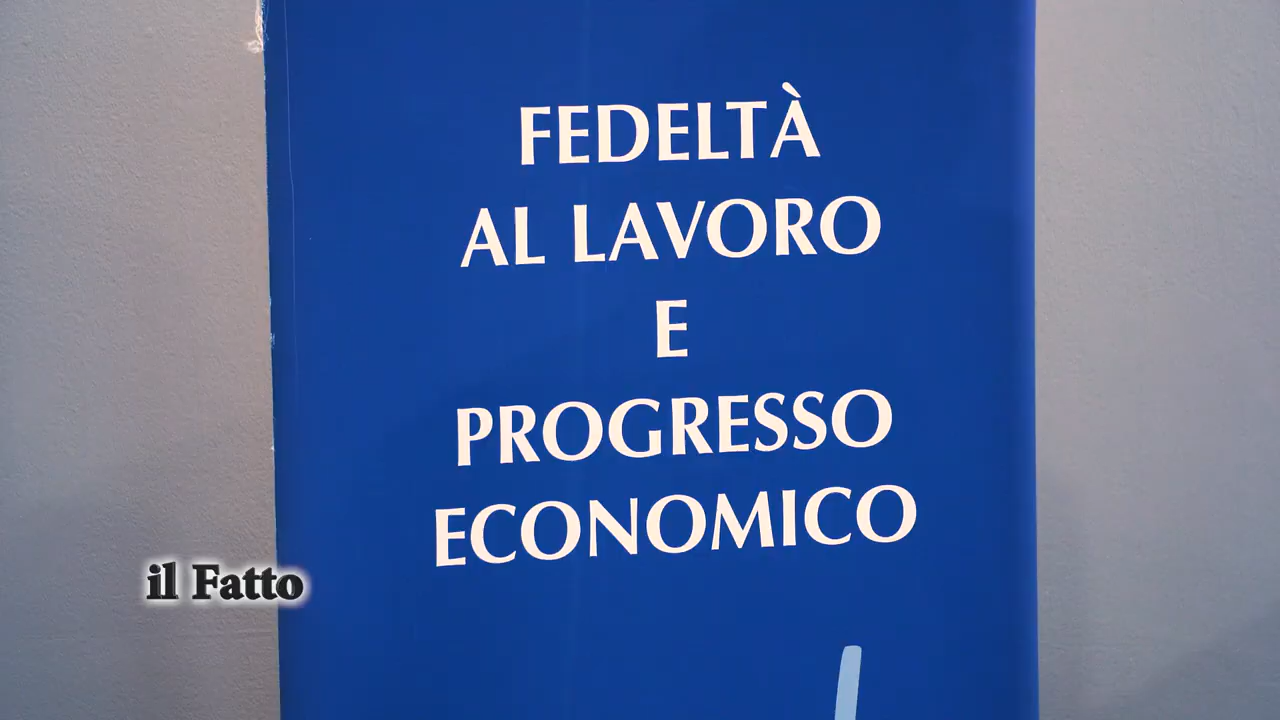 FEDELTÀ
AL LAVORO
E
PROGRESSO
ECONOMICO
il Fatto